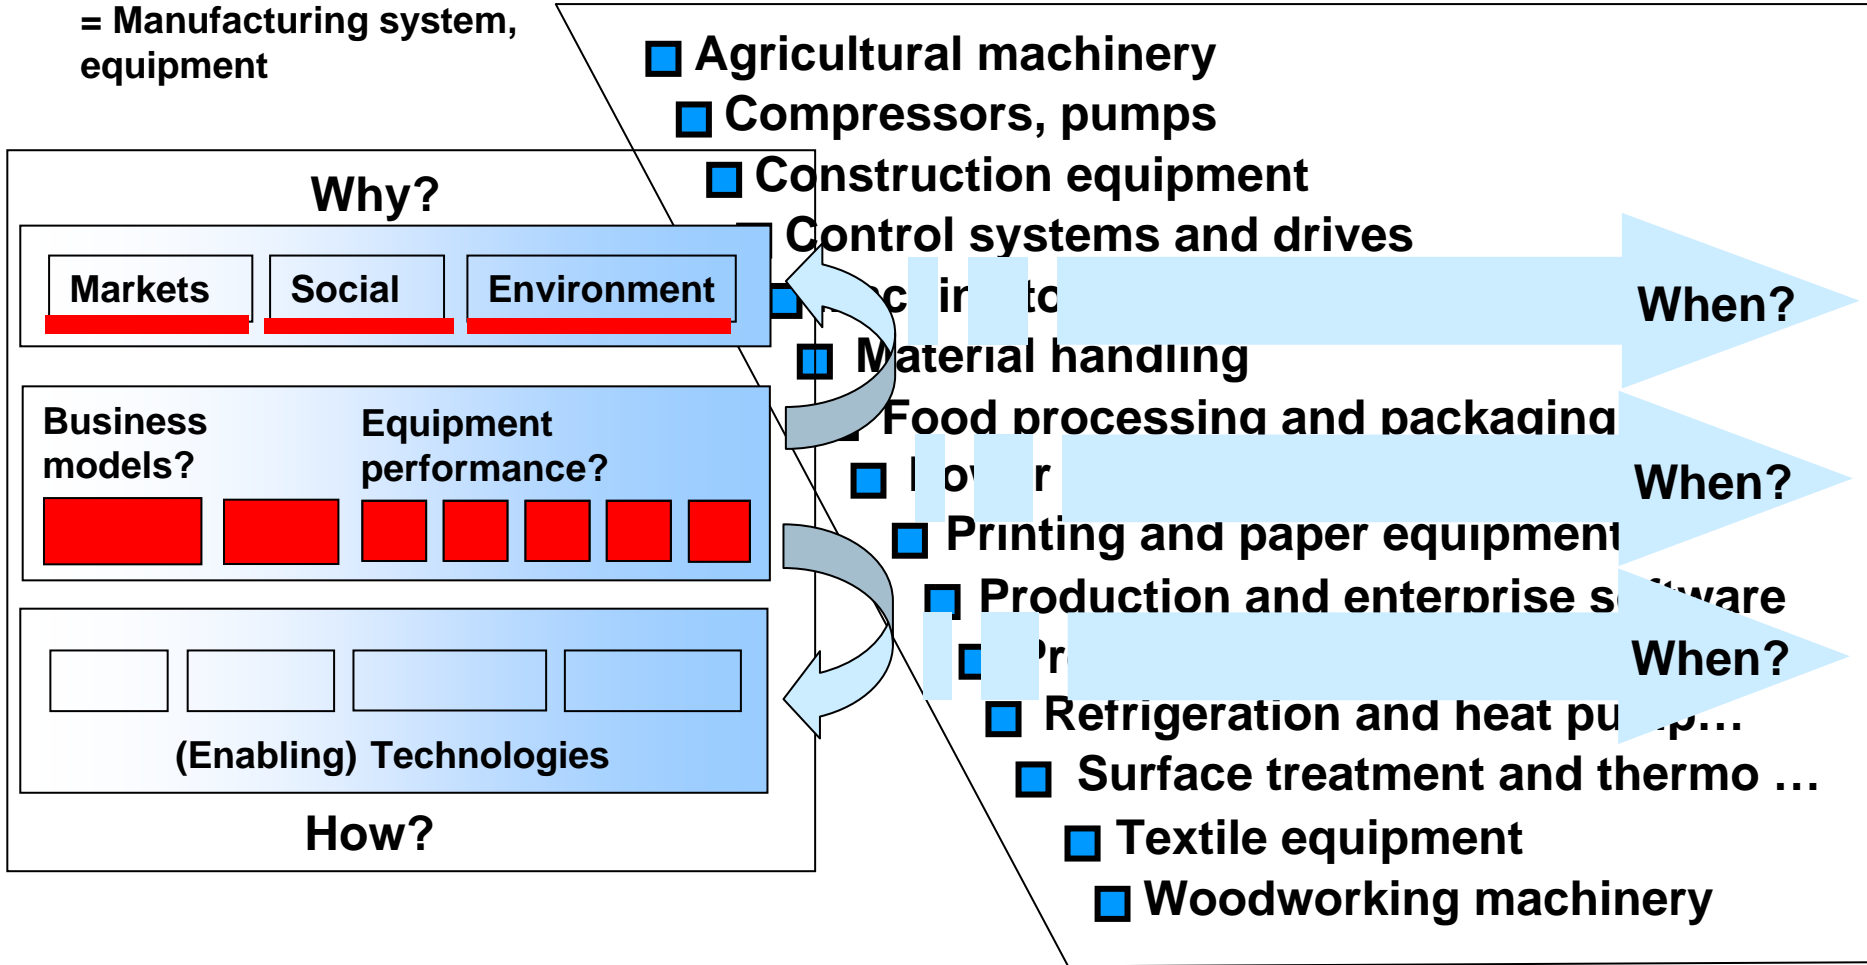 = Manufacturing system,
equipment
Agricultural machinery
Compressors, pumps
Construction equipment
Control systems and drives
Material handling
Food processing and packaging
Printing and paper equipment
Production and enterprise software
Refrigeration and heat pump…
Surface treatment and thermo …
Textile equipment
Woodworking machinery
Why?
Markets
Social
Environment
Business
models?
Equipment
performance?
(Enabling) Technologies
How?
When?
When?
When?